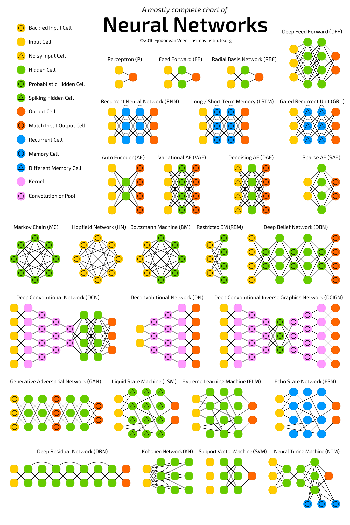 A mostly complete chart of
Neural Networks
Deep Feed Forward (DFF)
Backfed Input Cell
Input Cell
Noisy Input Cell
Hidden Cell
Probablistic Hidden Cell
Spiking Hidden Cell
Output Cell
Match Input Output Cell
Recurrent Cell
Memory Cell
Different Memory Cell
Kernel
Convolution or Pool
Perceptron (P)
Feed Forward (FF)
Radial Basis Network (RBF)
Recurrent Neural Network (RNN)
Long / Short Term Memory (LSTM)
Gated Recurrent Unit (GRU)
Auto Encoder (AE)
Variational AE (VAE)
Denoising AE (DAE)
Sparse AE (SAE)
Markov Chain (MC)
Hopfield Network (HN)
Boltzmann Machine (BM)
Restricted BM (RBM)
Deep Belief Network (DBN)
Deep Convolutional Network (DCN)
Deconvolutional Network (DN)
Deep Convolutional Inverse Graphics Network (DCIGN)
Generative Adversarial Network (GAN)
Liquid State Machine (LSM)
Extreme Learning Machine (ELM)
Echo State Network (ESN)
Deep Residual Network (DRN)
Kohonen Network (KN)
Support Vector Machine (SVM)
Neural Turing Machine (NTM)